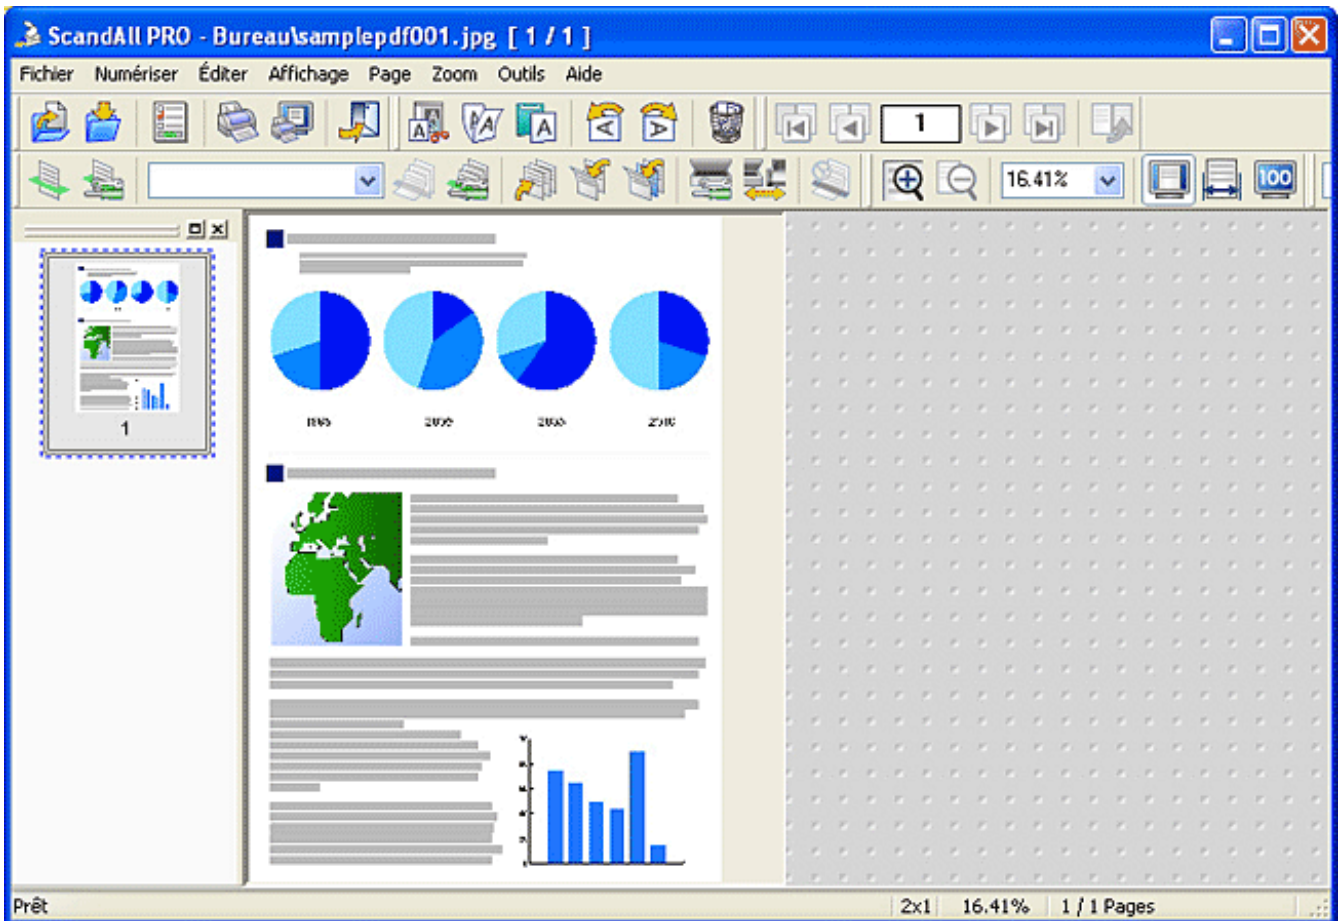 ScandAll PRO - Bureau\samplepdf001.jpg [ 1 / 1 ]
Fichier Numériser Éditer Affichage Page Zoom Outils Aide
1
16.41% 100
1
Prêt 2x1 16.41% 1 / 1 Pages